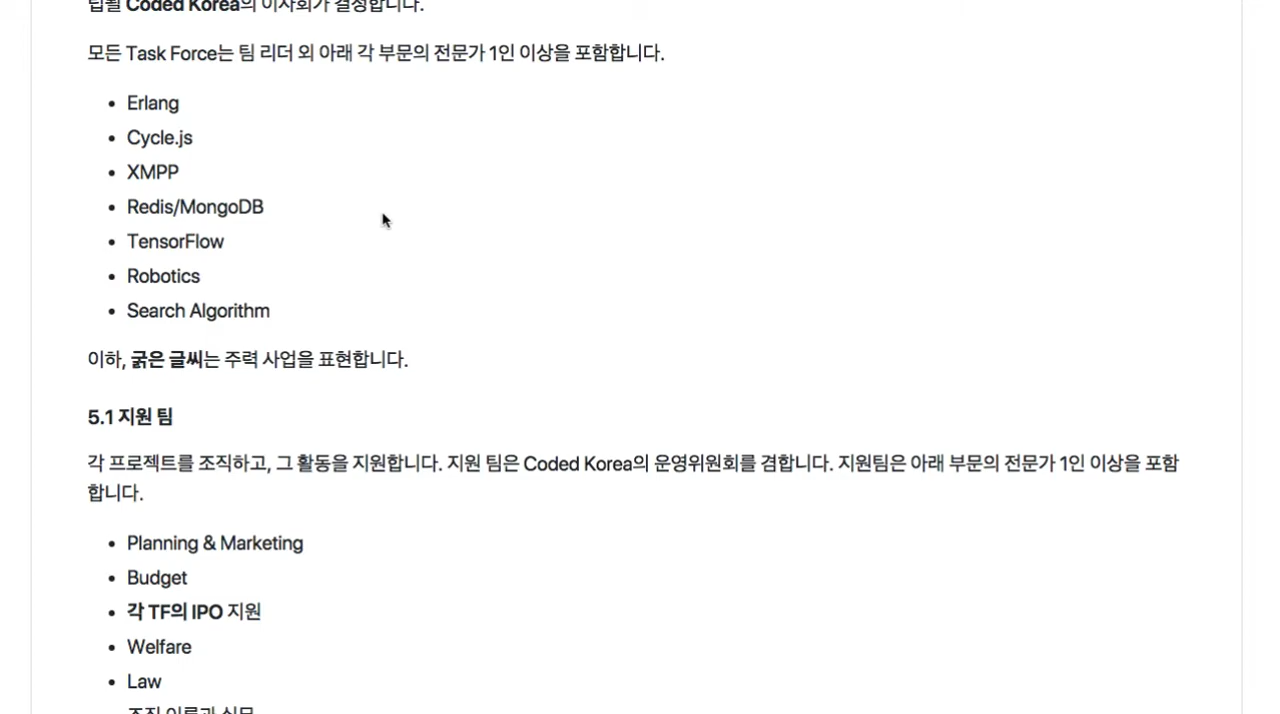 Coded Korea의 이사회가 결정합니다.
모든 Task Force는 팀 리더 외 아래 각 부문의 전문가 1인 이상을 포함합니다.
Erlang
Cycle.js
XMPP
Redis/MongoDB
TensorFlow
Robotics
Search Algorithm
이하, 굵은 글씨는 주력 사업을 표현합니다.
5.1 지원 팀
각 프로젝트를 조직하고, 그 활동을 지원합니다. 지원 팀은 Coded Korea의 운영위원회를 겸합니다. 지원팀은 아래 부문의 전문가 1인 이상을 포함
합니다.
Planning & Marketing
Budget
각 TF의 IPO 지원
Welfare
Law